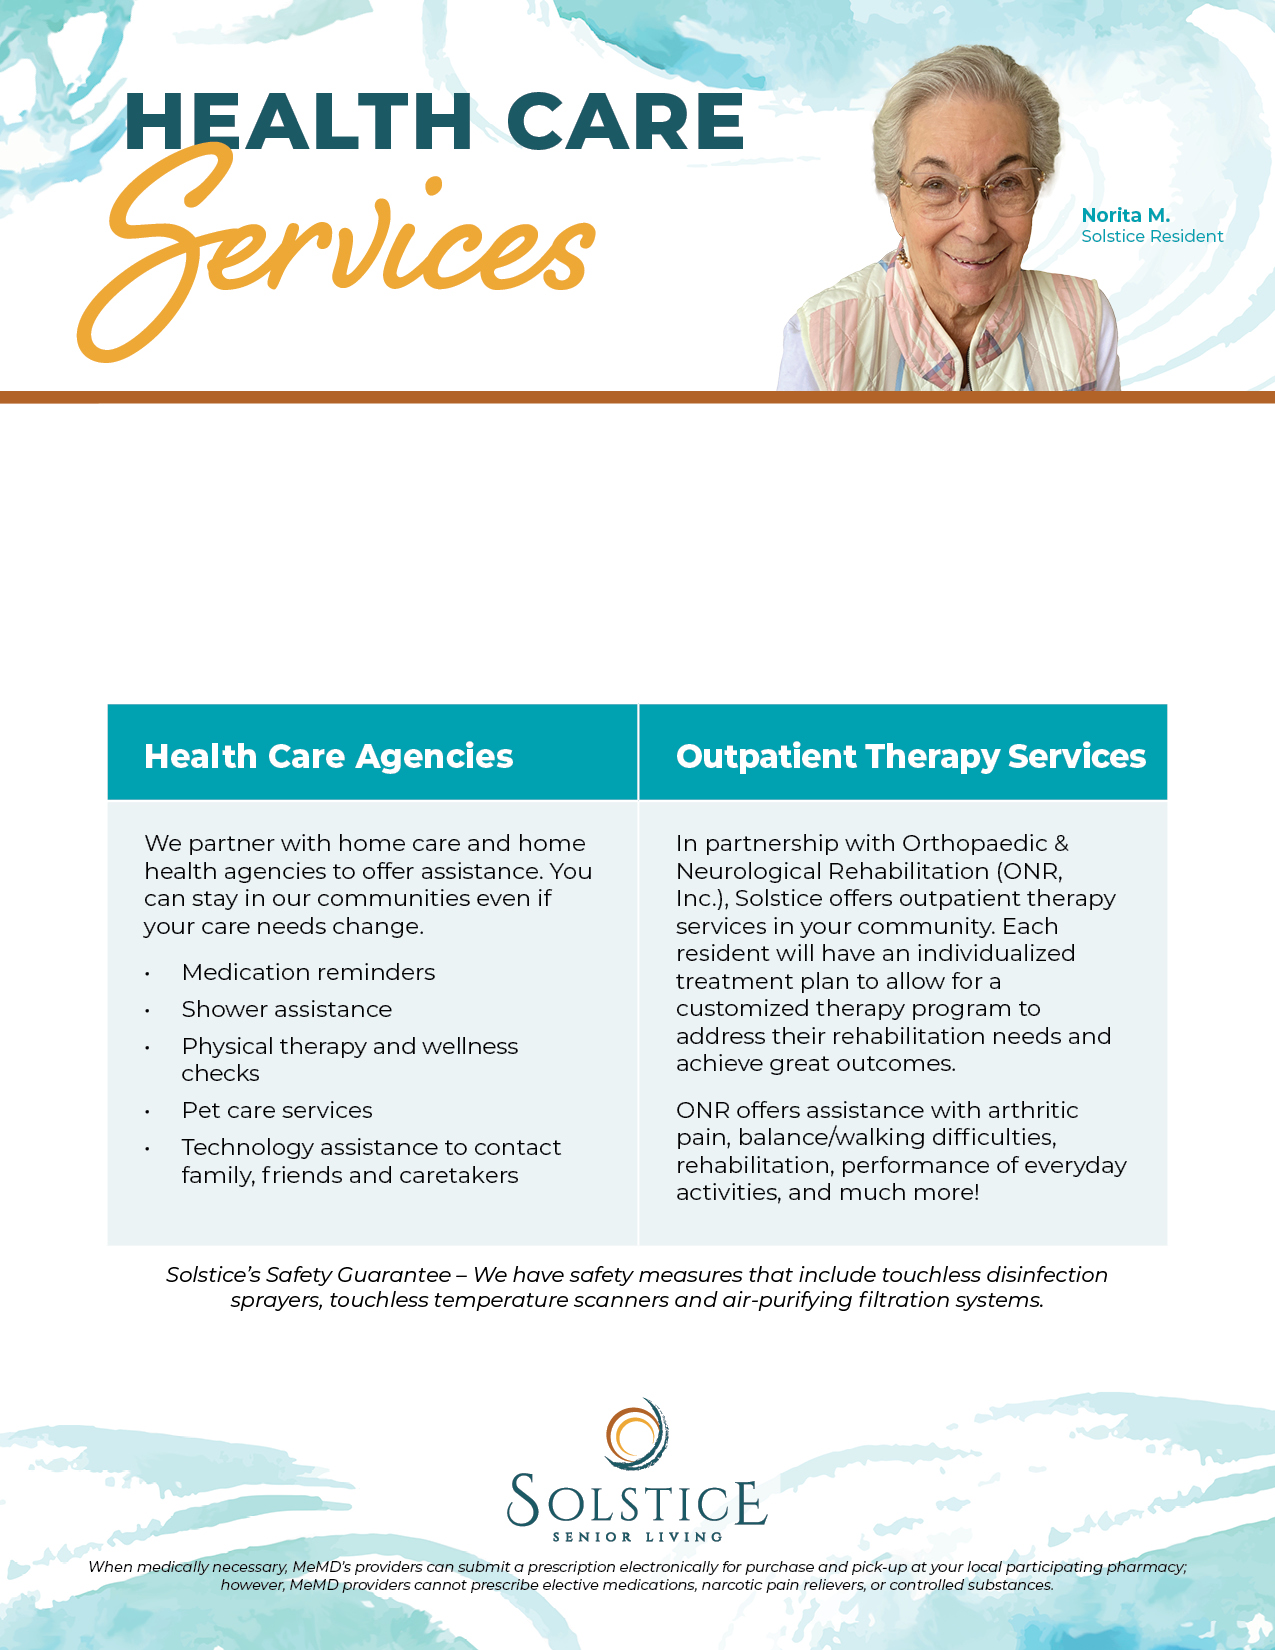 HEALTH CARE
Services
Norita M.
Solstice Resident
Health Care Agencies
We partner with home care and home
health agencies to offer assistance. You
can stay in our communities even if
your care needs change.
• Medication reminders
• Shower assistance
• Physical therapy and wellness
checks
• Pet care services
• Technology assistance to contact
family, friends and caretakers
Outpatient Therapy Services
In partnership with Orthopaedic &
Neurological Rehabilitation (ONR,
Inc.), Solstice offers outpatient therapy
services in your community. Each
resident will have an individualized
treatment plan to allow for a
customized therapy program to
address their rehabilitation needs and
achieve great outcomes.
ONR offers assistance with arthritic
pain, balance/walking difficulties,
rehabilitation, performance of everyday
activities, and much more!
Solstice’s Safety Guarantee – We have safety measures that include touchless disinfection
sprayers, touchless temperature scanners and air-purifying filtration systems.
SOLSTICE
SENIOR LIVING
When medically necessary, MeMD's providers can submit a prescription electronically for purchase and pick-up at your local participating pharmacy;
however, MeMD providers cannot prescribe elective medications, narcotic pain relievers, or controlled substances.